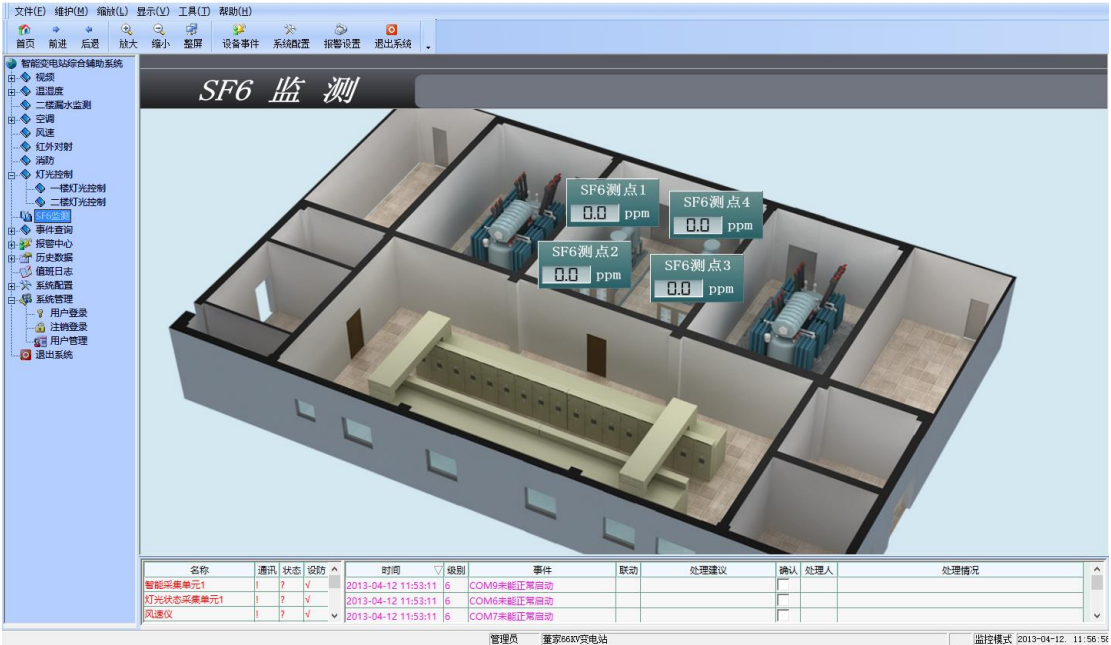 文件(F) 维护(M) 缩放(L) 显示(V) 工具(T) 帮助(H)
首页 前进 后退 放大 缩小 整屏 设备事件 系统配置 报警设置 退出系统
智能变电站综合辅助系统
视频
温湿度
二楼漏水监测
空调
风速
红外对射
消防
灯光控制
一楼灯光控制
二楼灯光控制
SF6监测
事件查询
报警中心
历史数据
值班日志
系统配置
系统管理
用户登录
注销登录
用户管理
退出系统
SF6 监 测
SF6测点1
0.0 ppm
SF6测点4
0.0 ppm
SF6测点2
0.0 ppm
SF6测点3
0.0 ppm
名称 通讯 状态 设防
智能采集单元1 ! ? √
灯光状态采集单元1 ! ? √
风速仪 ! ? √
时间 级别 事件 联动 处理建议 确认 处理人 处理情况
2013-04-12 11:53:11 6 COM9未能正常启动
2013-04-12 11:53:11 6 COM6未能正常启动
2013-04-12 11:53:11 6 COM7未能正常启动
管理员 董家66KV变电站 监控模式 2013-04-12. 11:56:58